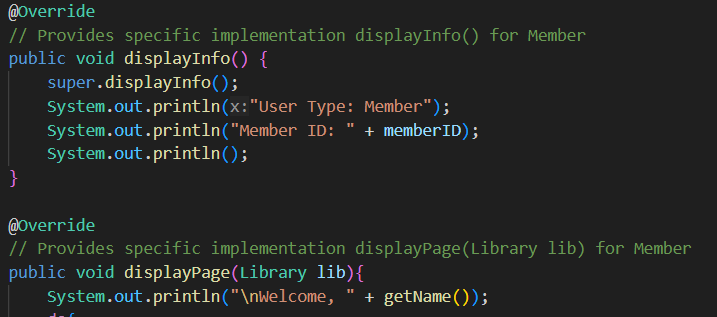 @Override
// Provides specific implementation displayInfo() for Member
public void displayInfo() {
super.displayInfo();
System.out.println(x:"User Type: Member");
System.out.println("Member ID: " + memberID);
System.out.println();
}
@Override
// Provides specific implementation displayPage(Library lib) for Member
public void displayPage(Library lib){
System.out.println("\nWelcome, " + getName());